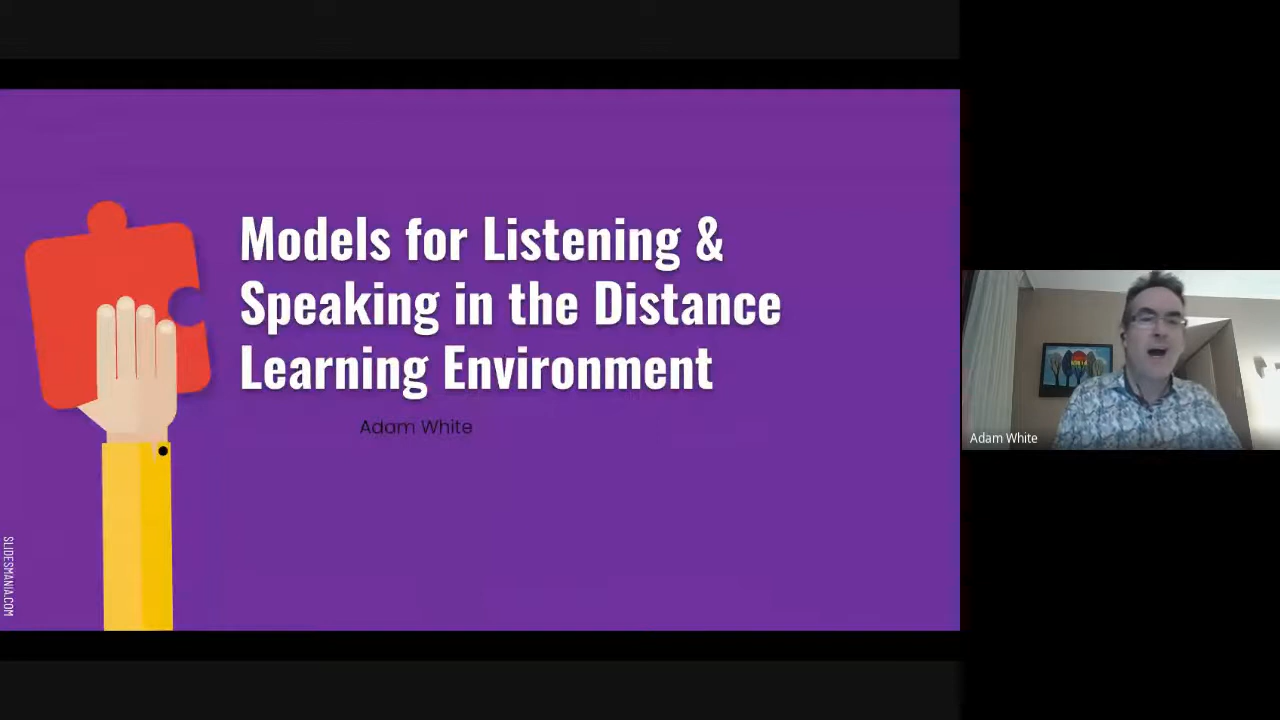 Models for Listening &
Speaking in the Distance
Learning Environment
Adam White
SLIDESMANIA.COM
Adam White